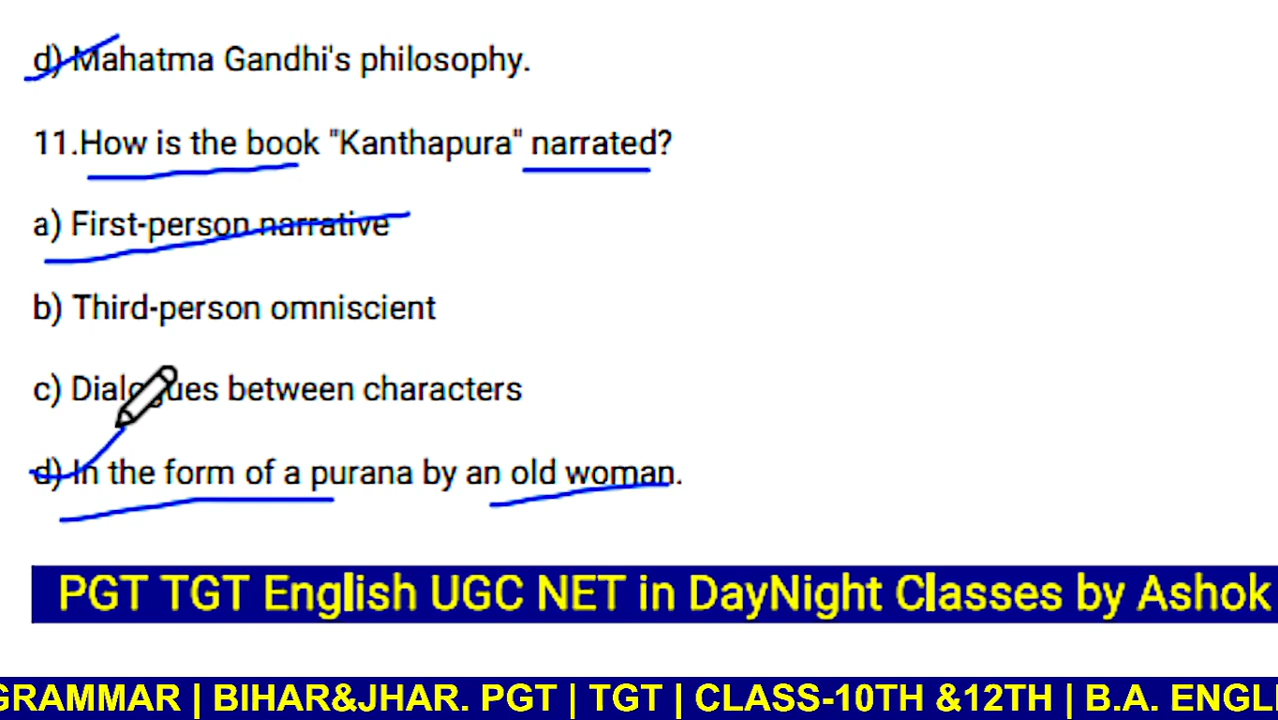 d) Mahatma Gandhi's philosophy.
11.How is the book "Kanthapura" narrated?
a) First-person narrative
b) Third-person omniscient
c) Dialogues between characters
d) In the form of a purana by an old woman.
PGT TGT English UGC NET in DayNight Classes by Ashok
GRAMMAR | BIHAR&JHAR. PGT | TGT | CLASS-10TH &12TH | B.A. ENGL